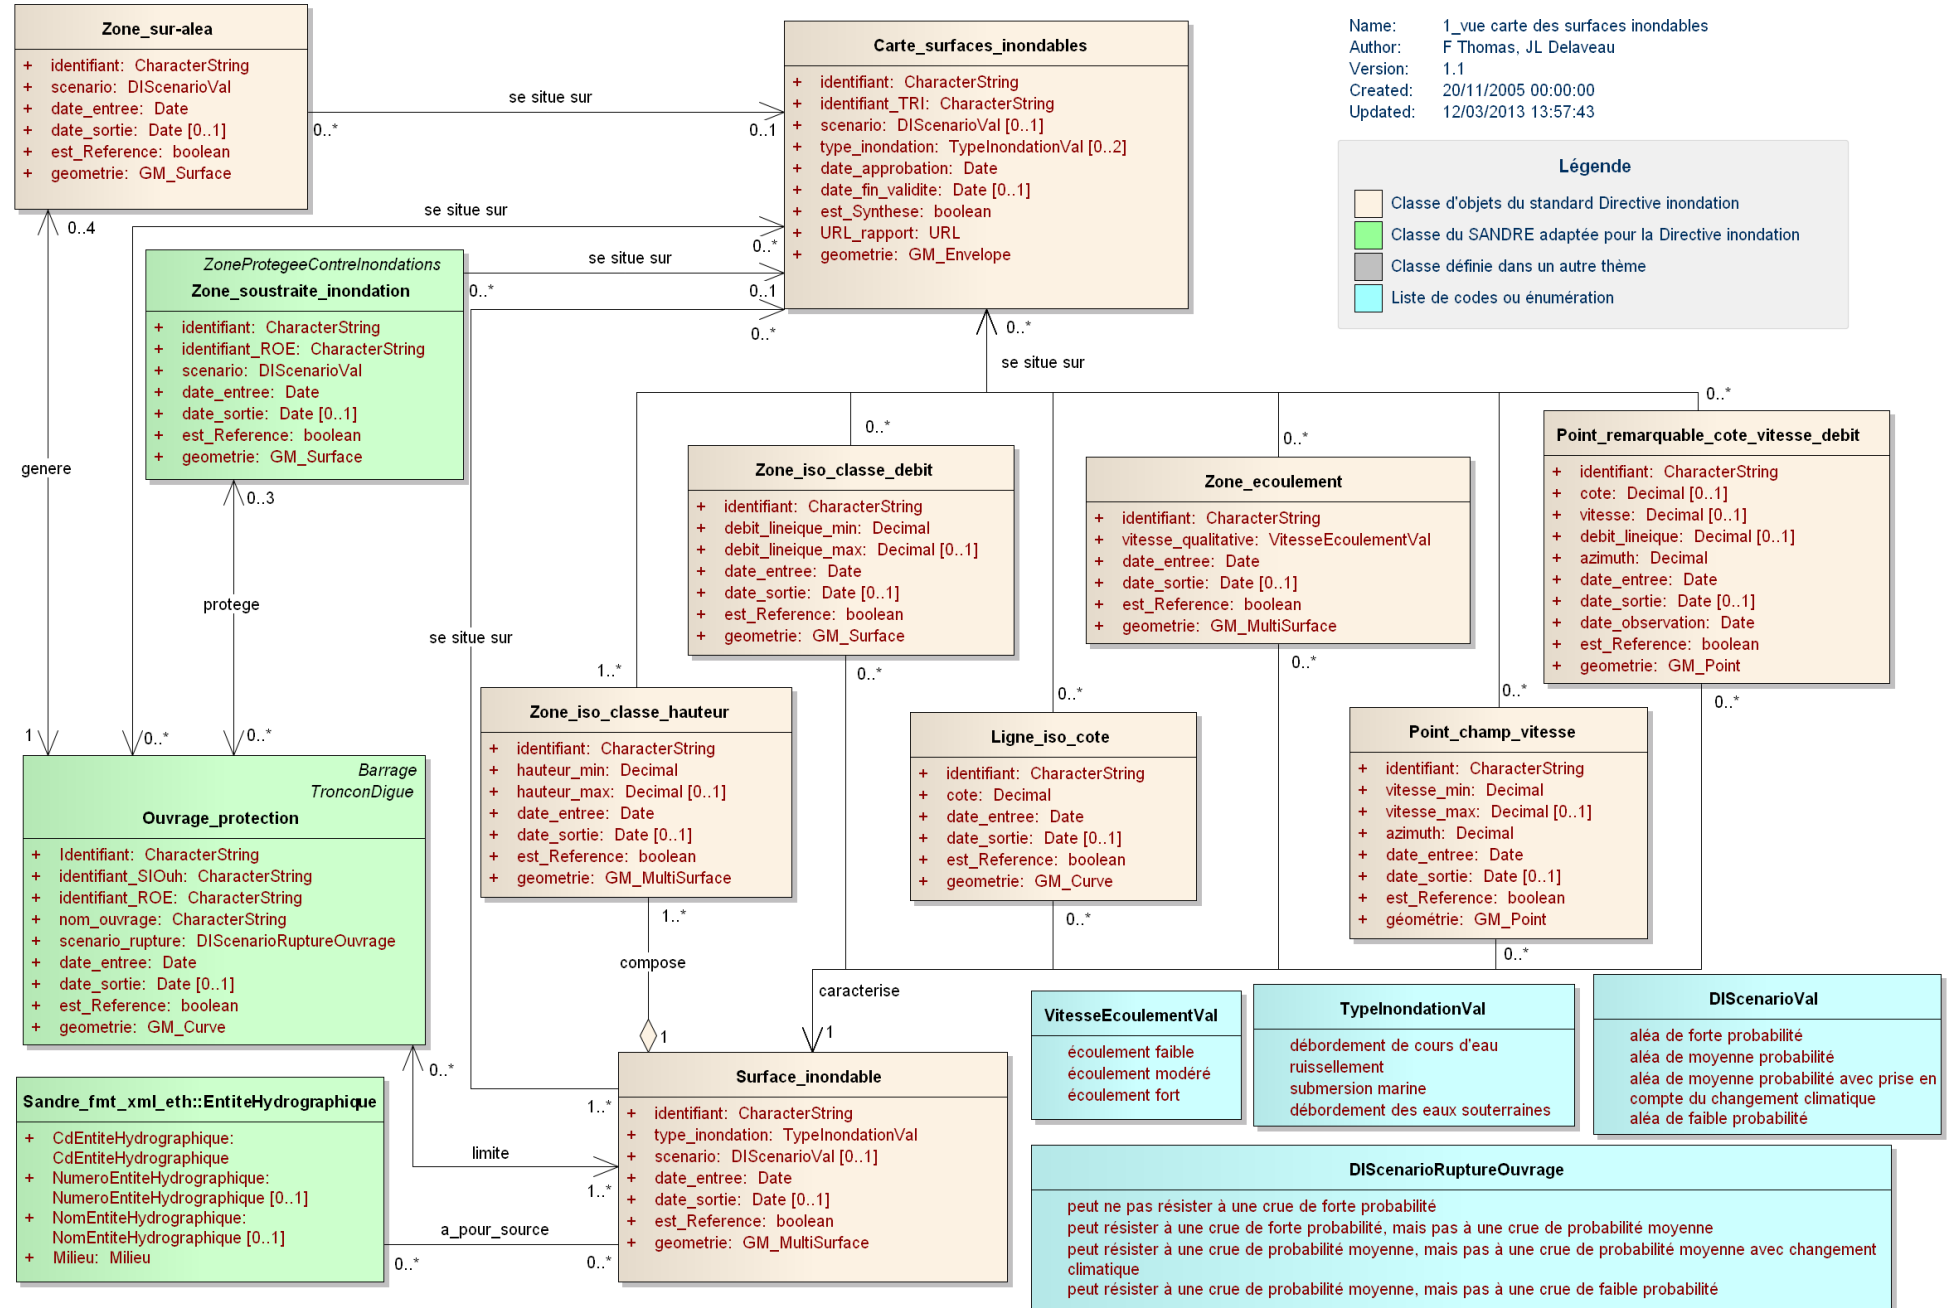 Zone_sur-alea
+ identifiant: CharacterString
+ scenario: DIScenarioVal
+ date_entree: Date
+ date_sortie: Date [0..1]
+ est_Reference: boolean
+ geometrie: GM_Surface
se situe sur
0..*
0..1
Carte_surfaces_inondables
+ identifiant: CharacterString
+ identifiant_TRI: CharacterString
+ scenario: DIScenarioVal [0..1]
+ type_inondation: TypeInondationVal [0..2]
+ date_approbation: Date
+ date_fin_validite: Date [0..1]
+ est_Synthese: boolean
+ URL_rapport: URL
+ geometrie: GM_Envelope
Name: 1_vue carte des surfaces inondables
Author: F Thomas, JL Delaveau
Version: 1.1
Created: 20/11/2005 00:00:00
Updated: 12/03/2013 13:57:43
Légende
Classe d'objets du standard Directive inondation
Classe du SANDRE adaptée pour la Directive inondation
Classe définie dans un autre thème
Liste de codes ou énumération
0..4
se situe sur
0..*
se situe sur
0..*
0..1
0..*
0..*
se situe sur
ZoneProtegeeContreInondations
Zone_soustraite_inondation
+ identifiant: CharacterString
+ identifiant_ROE: CharacterString
+ scenario: DIScenarioVal
+ date_entree: Date
+ date_sortie: Date [0..1]
+ est_Reference: boolean
+ geometrie: GM_Surface
genere
0..3
protege
se situe sur
1
0..*
0..*
0..*
Zone_iso_classe_debit
+ identifiant: CharacterString
+ debit_lineique_min: Decimal
+ debit_lineique_max: Decimal [0..1]
+ date_entree: Date
+ date_sortie: Date [0..1]
+ est_Reference: boolean
+ geometrie: GM_Surface
0..*
0..*
Zone_ecoulement
+ identifiant: CharacterString
+ vitesse_qualitative: VitesseEcoulementVal
+ date_entree: Date
+ date_sortie: Date [0..1]
+ est_Reference: boolean
+ geometrie: GM_MultiSurface
0..*
0..*
Point_remarquable_cote_vitesse_debit
+ identifiant: CharacterString
+ cote: Decimal [0..1]
+ vitesse: Decimal [0..1]
+ debit_lineique: Decimal [0..1]
+ azimuth: Decimal
+ date_entree: Date
+ date_sortie: Date [0..1]
+ date_observation: Date
+ est_Reference: boolean
+ geometrie: GM_Point
0..*
1..*
Zone_iso_classe_hauteur
+ identifiant: CharacterString
+ hauteur_min: Decimal
+ hauteur_max: Decimal [0..1]
+ date_entree: Date
+ date_sortie: Date [0..1]
+ est_Reference: boolean
+ geometrie: GM_MultiSurface
1..*
compose
1
0..*
Ligne_iso_cote
+ identifiant: CharacterString
+ cote: Decimal
+ date_entree: Date
+ date_sortie: Date [0..1]
+ est_Reference: boolean
+ geometrie: GM_Curve
0..*
0..*
Point_champ_vitesse
+ identifiant: CharacterString
+ vitesse_min: Decimal
+ vitesse_max: Decimal [0..1]
+ azimuth: Decimal
+ date_entree: Date
+ date_sortie: Date [0..1]
+ est_Reference: boolean
+ géométrie: GM_Point
0..*
caracterise
1
Barrage
TronconDigue
Ouvrage_protection
+ Identifiant: CharacterString
+ identifiant_SIOuh: CharacterString
+ identifiant_ROE: CharacterString
+ nom_ouvrage: CharacterString
+ scenario_rupture: DIScenarioRuptureOuvrage
+ date_entree: Date
+ date_sortie: Date [0..1]
+ est_Reference: boolean
+ geometrie: GM_Curve
0..*
limite
1..*
1..*
Sandre_fmt_xml_eth::EntiteHydrographique
+ CdEntiteHydrographique:
CdEntiteHydrographique
+ NumeroEntiteHydrographique:
NumeroEntiteHydrographique [0..1]
+ NomEntiteHydrographique:
NomEntiteHydrographique [0..1]
+ Milieu: Milieu
a_pour_source
0..*
0..*
Surface_inondable
+ identifiant: CharacterString
+ type_inondation: TypeInondationVal
+ scenario: DIScenarioVal [0..1]
+ date_entree: Date
+ date_sortie: Date [0..1]
+ est_Reference: boolean
+ geometrie: GM_MultiSurface
VitesseEcoulementVal
écoulement faible
écoulement modéré
écoulement fort
TypeInondationVal
débordement de cours d'eau
ruissellement
submersion marine
débordement des eaux souterraines
DIScenarioVal
aléa de forte probabilité
aléa de moyenne probabilité
aléa de moyenne probabilité avec prise en
compte du changement climatique
aléa de faible probabilité
DIScenarioRuptureOuvrage
peut ne pas résister à une crue de forte probabilité
peut résister à une crue de forte probabilité, mais pas à une crue de probabilité moyenne
peut résister à une crue de probabilité moyenne, mais pas à une crue de probabilité moyenne avec changement
climatique
peut résister à une crue de probabilité moyenne, mais pas à une crue de faible probabilité